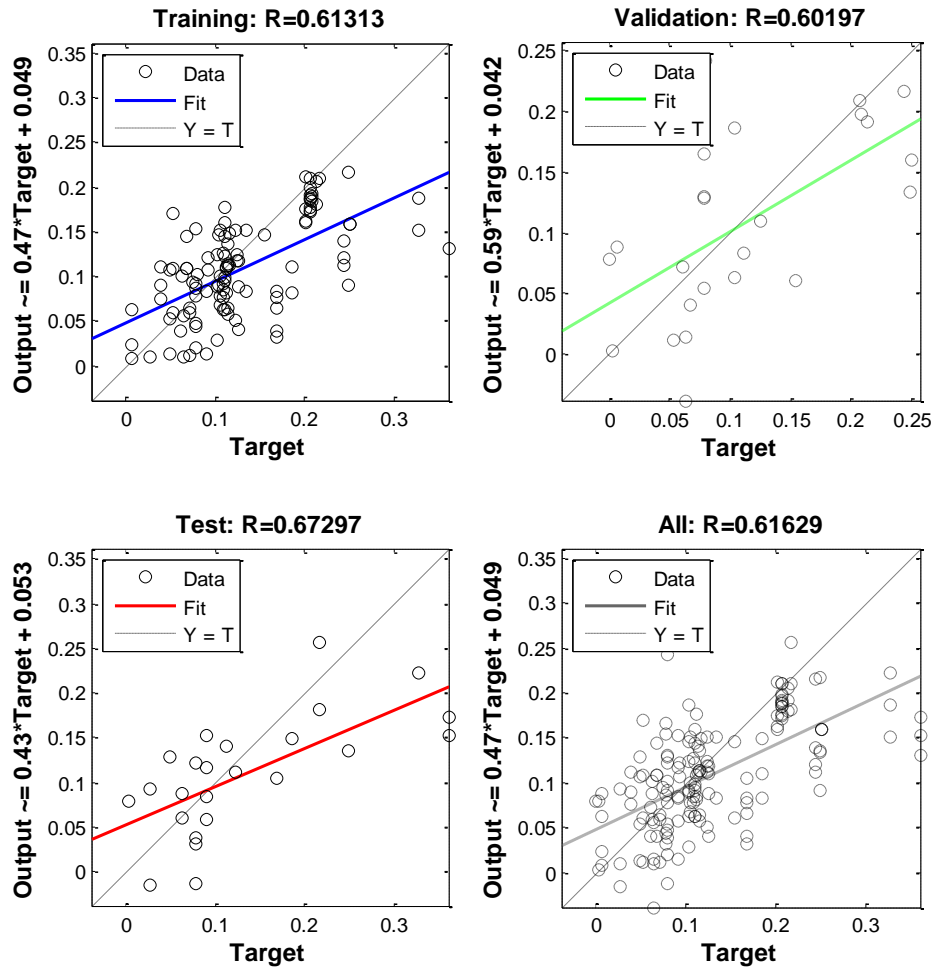 Training: R=0.61313
Output ~= 0.47*Target + 0.049
0.35
0.3
0.25
0.2
0.15
0.1
0.05
0
Data
Fit
Y = T
0
0.1
0.2
0.3
Target
Validation: R=0.60197
Output ~= 0.59*Target + 0.042
0.25
0.2
0.15
0.1
0.05
0
Data
Fit
Y = T
0
0.05
0.1
0.15
0.2
0.25
Target
Test: R=0.67297
Output ~= 0.43*Target + 0.053
0.35
0.3
0.25
0.2
0.15
0.1
0.05
0
Data
Fit
Y = T
0
0.1
0.2
0.3
Target
All: R=0.61629
Output ~= 0.47*Target + 0.049
0.35
0.3
0.25
0.2
0.15
0.1
0.05
0
Data
Fit
Y = T
0
0.1
0.2
0.3
Target